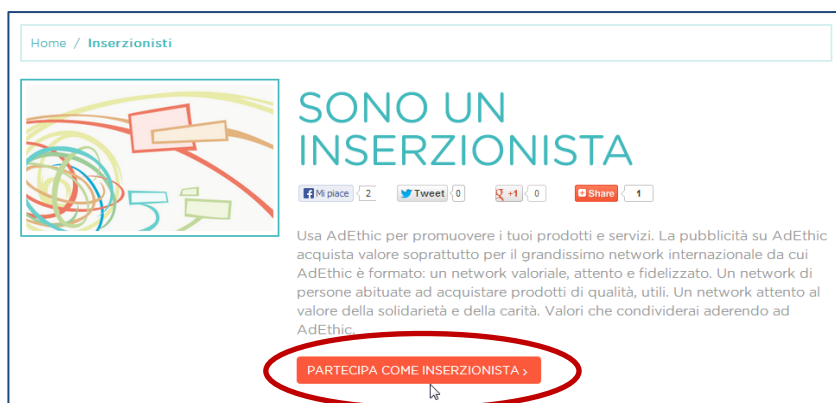 Home / Inserzionisti
SONO UN
INSERZIONISTA
Mi piace 2 Tweet 0 +1 0 Share 1
Usa AdEthic per promuovere i tuoi prodotti e servizi. La pubblicità su AdEthic
acquista valore soprattutto per il grandissimo network internazionale da cui
AdEthic è formato: un network valoriale, attento e fidelizzato. Un network di
persone abituate ad acquistare prodotti di qualità, utili. Un network attento al
valore della solidarietà e della carità. Valori che condividerai aderendo ad
AdEthic.
PARTECIPA COME INSERZIONISTA ›